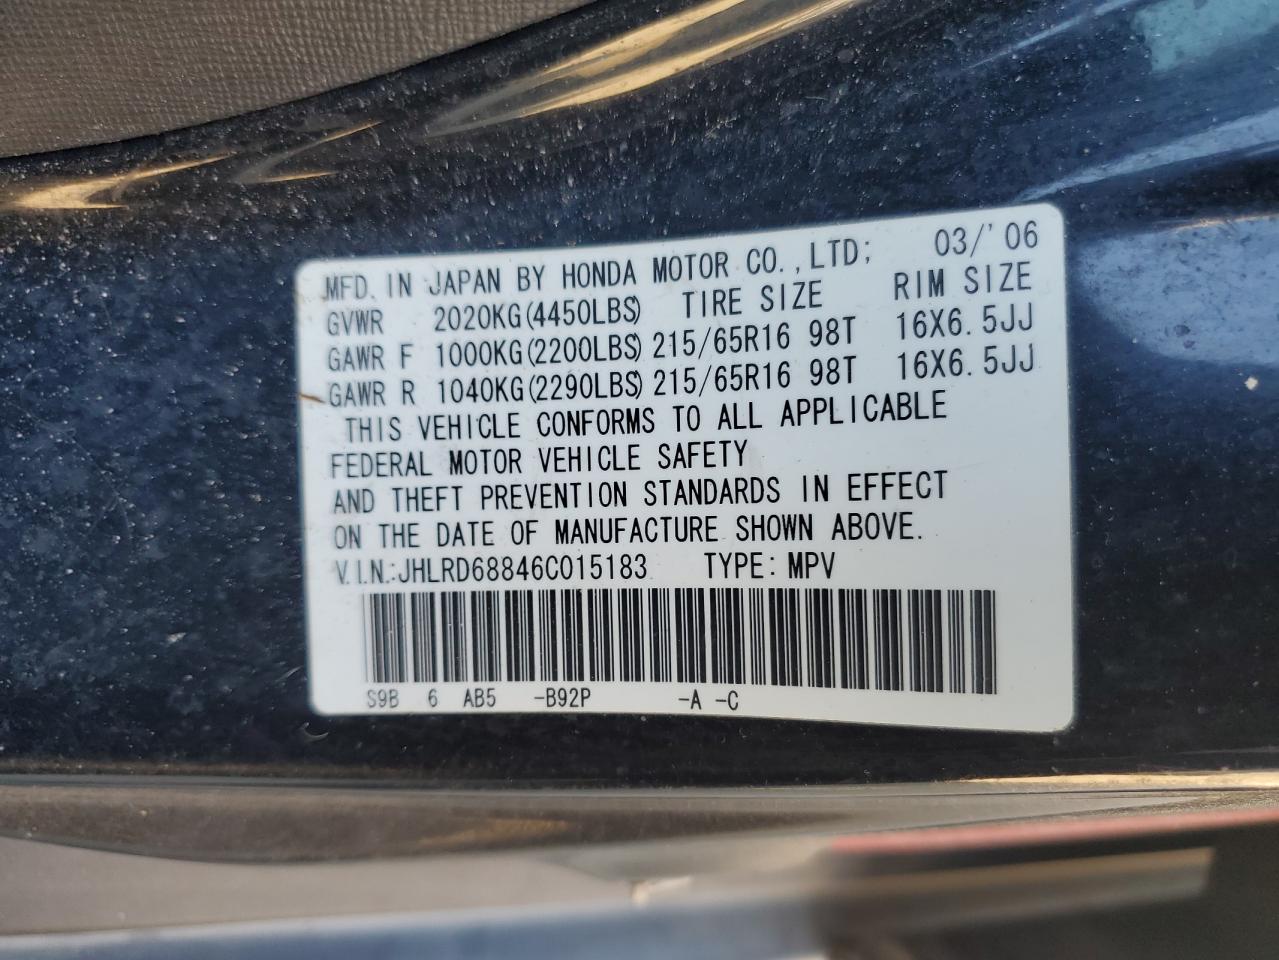 MFD. IN JAPAN BY HONDA MOTOR CO.,LTD; 03/'06
GVWR 2020KG(4450LBS) TIRE SIZE RIM SIZE
GAWR F 1000KG(2200LBS) 215/65R16 98T 16X6.5JJ
GAWR R 1040KG(2290LBS) 215/65R16 98T 16X6.5JJ
THIS VEHICLE CONFORMS TO ALL APPLICABLE
FEDERAL MOTOR VEHICLE SAFETY
AND THEFT PREVENTION STANDARDS IN EFFECT
ON THE DATE OF MANUFACTURE SHOWN ABOVE.
V.I.N.:JHLRD68846C015183 TYPE: MPV
S9B 6 AB5 -B92P -A -C